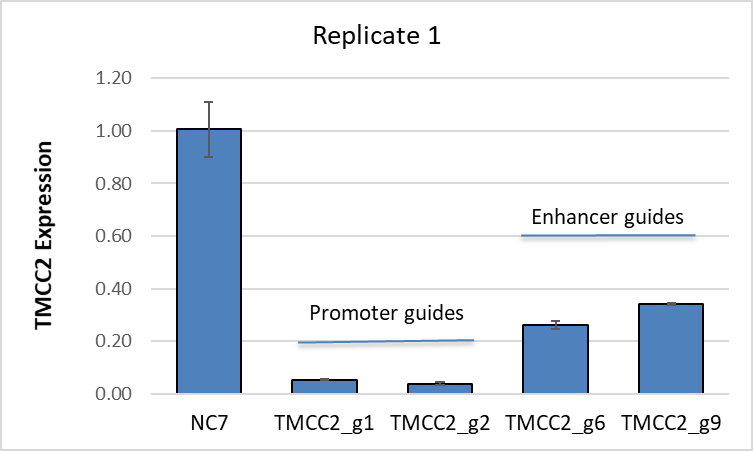 Replicate 1
TMCC2 Expression
1.20
1.00
0.80
0.60
0.40
0.20
0.00
Enhancer guides
Promoter guides
NC7 TMCC2_g1 TMCC2_g2 TMCC2_g6 TMCC2_g9